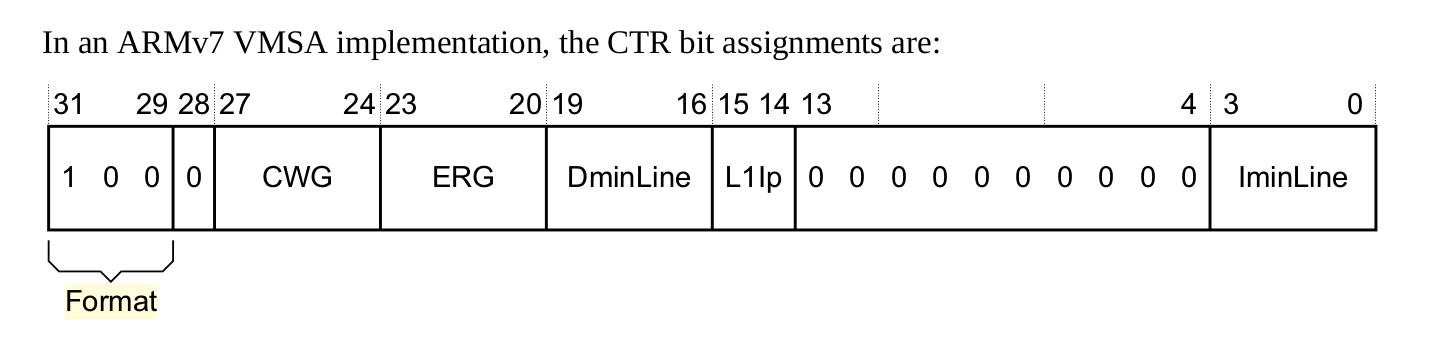 In an ARMv7 VMSA implementation, the CTR bit assignments are:
31 29 28 27 24 23 20 19 16 15 14 13 4 3 0
1 0 0 0 CWG ERG DminLine L1Ip 0 0 0 0 0 0 0 0 0 0 IminLine
Format